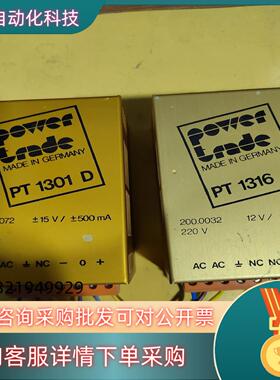 自动化科技
power
trade
MADE IN GERMANY
PT 1301 D
072 ±15 V / ±500 mA
AC ⏚ NC − 0 +
power
trade
MADE IN GERMANY
PT 1316
200.0032 12 V /
220 V
AC AC ⏚ NC
321949929
咨询采购批发可对公开票
客服详情下单采购